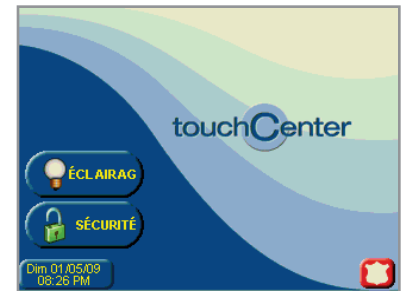 touchCenter
ÉCLAIRAG
SÉCURITÉ
Dim 01/05/09
08:26 PM